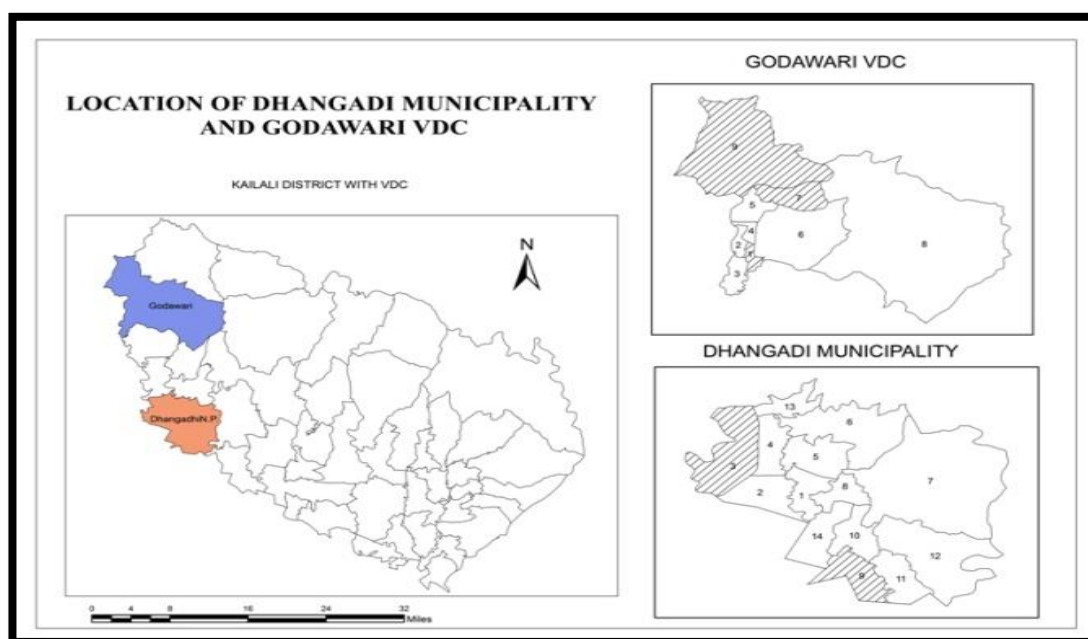 LOCATION OF DHANGADI MUNICIPALITY
AND GODAWARI VDC
KAILALI DISTRICT WITH VDC
N
Godawari
DhangadhiN.P.
0 2 4 8 16 24 32
Miles
GODAWARI VDC
9
7
5
4
6
8
2
1
3
DHANGADI MUNICIPALITY
13
6
4
5
3
7
2
1
8
14
10
12
9
11